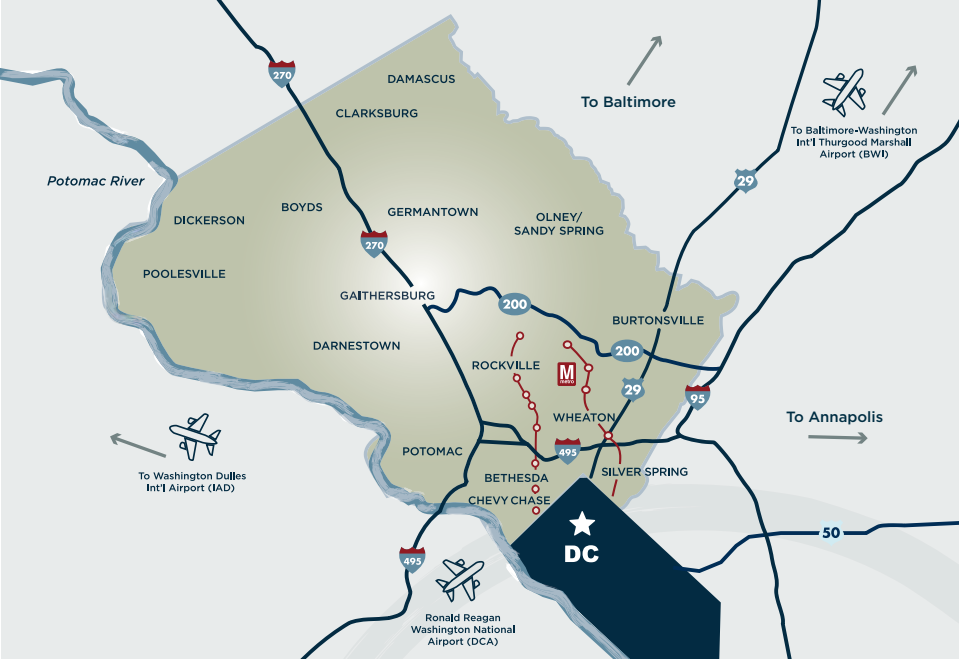 270
DAMASCUS
To Baltimore
CLARKSBURG
To Baltimore-Washington
Int'l Thurgood Marshall
Airport (BWI)
Potomac River
29
BOYDS
GERMANTOWN
DICKERSON
OLNEY/
SANDY SPRING
270
POOLESVILLE
GAITHERSBURG
200
BURTONSVILLE
DARNESTOWN
200
ROCKVILLE
M
metro
29
95
WHEATON
To Annapolis
POTOMAC
495
To Washington Dulles
Int'l Airport (IAD)
BETHESDA
SILVER SPRING
CHEVY CHASE
50
DC
495
Ronald Reagan
Washington National
Airport (DCA)